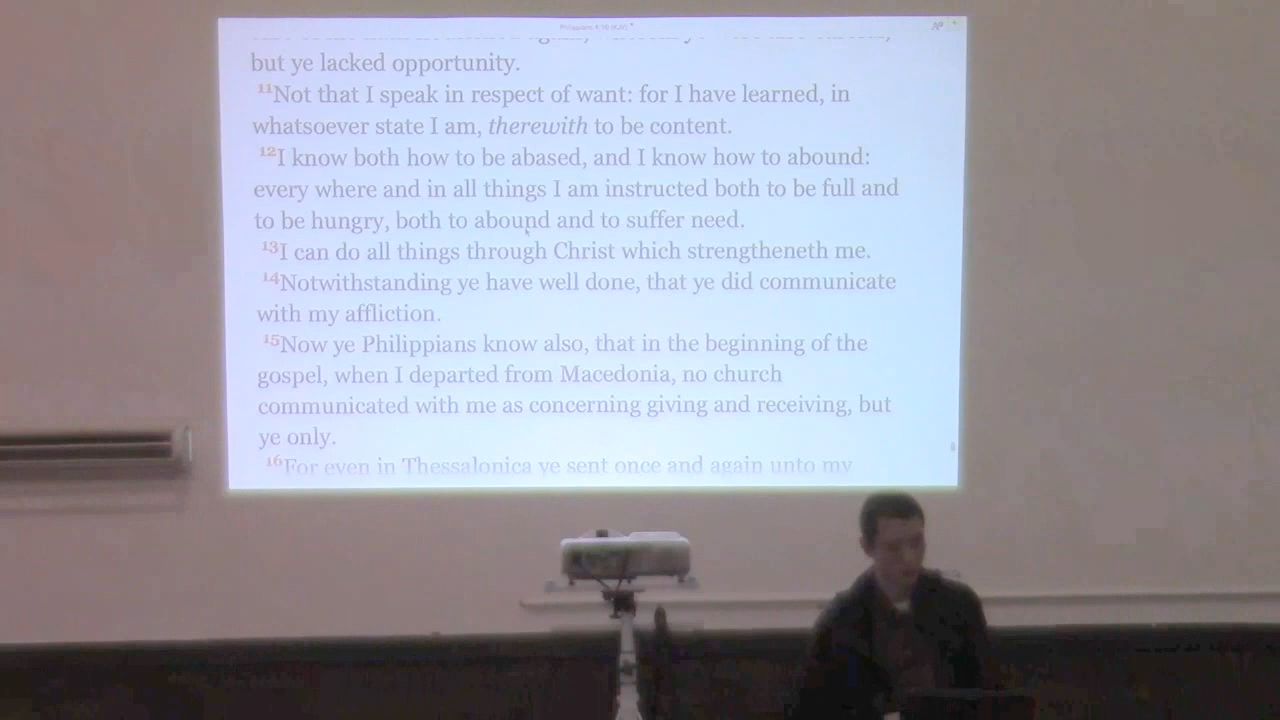 Philippians 4:10 (KJV)
but ye lacked opportunity.
11Not that I speak in respect of want: for I have learned, in
whatsoever state I am, therewith to be content.
12I know both how to be abased, and I know how to abound:
every where and in all things I am instructed both to be full and
to be hungry, both to abound and to suffer need.
13I can do all things through Christ which strengtheneth me.
14Notwithstanding ye have well done, that ye did communicate
with my affliction.
15Now ye Philippians know also, that in the beginning of the
gospel, when I departed from Macedonia, no church
communicated with me as concerning giving and receiving, but
ye only.
16For even in Thessalonica ye sent once and again unto my